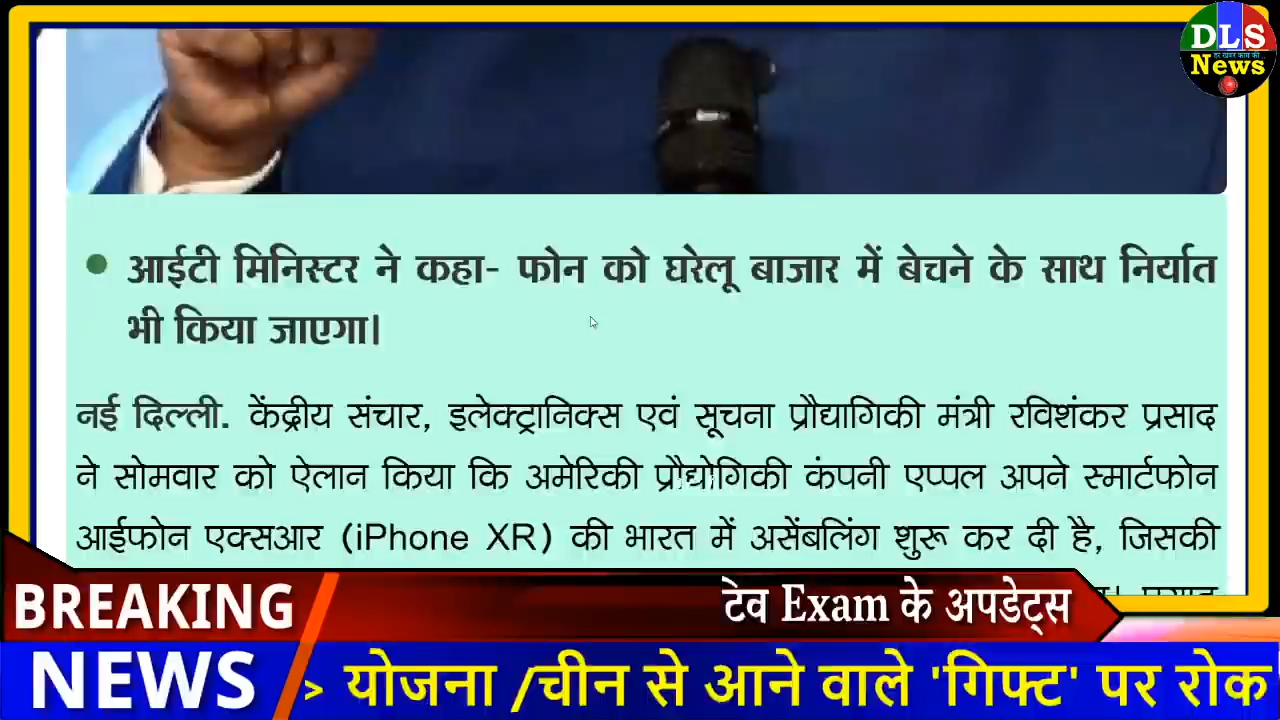 DLS
News
आईटी मिनिस्टर ने कहा- फोन को घरेलू बाजार में बेचने के साथ निर्यात
भी किया जाएगा।
नई दिल्ली. केंद्रीय संचार, इलेक्ट्रानिक्स एवं सूचना प्रौद्यागिकी मंत्री रविशंकर प्रसाद
ने सोमवार को ऐलान किया कि अमेरिकी प्रौद्योगिकी कंपनी एप्पल अपने स्मार्टफोन
आईफोन एक्सआर (iPhone XR) की भारत में असेंबलिंग शुरू कर दी है, जिसकी
BREAKING
टेव Exam के अपडेट्स
NEWS
> योजना /चीन से आने वाले 'गिफ्ट' पर रोक